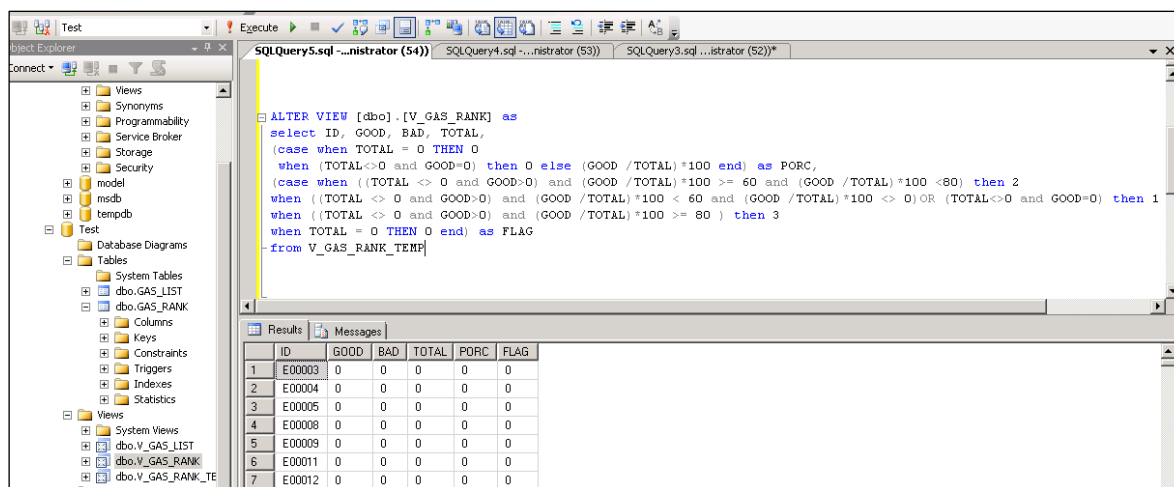 Test
Execute
Object Explorer
Connect
Views
Synonyms
Programmability
Service Broker
Storage
Security
model
msdb
tempdb
Test
Database Diagrams
Tables
System Tables
dbo.GAS_LIST
dbo.GAS_RANK
Columns
Keys
Constraints
Triggers
Indexes
Statistics
Views
System Views
dbo.V_GAS_LIST
dbo.V_GAS_RANK
dbo.V_GAS_RANK_TE
SQLQuery5.sql -...nistrator (54)) SQLQuery4.sql -...nistrator (53)) SQLQuery3.sql ...istrator (52))*
ALTER VIEW [dbo].[V_GAS_RANK] as
select ID, GOOD, BAD, TOTAL,
(case when TOTAL = 0 THEN 0
when (TOTAL<>0 and GOOD=0) then 0 else (GOOD /TOTAL)*100 end) as PORC,
(case when ((TOTAL <> 0 and GOOD>0) and (GOOD /TOTAL)*100 >= 60 and (GOOD /TOTAL)*100 <80) then 2
when ((TOTAL <> 0 and GOOD>0) and (GOOD /TOTAL)*100 < 60 and (GOOD /TOTAL)*100 <> 0)OR (TOTAL<>0 and GOOD=0) then 1
when ((TOTAL <> 0 and GOOD>0) and (GOOD /TOTAL)*100 >= 80 ) then 3
when TOTAL = 0 THEN 0 end) as FLAG
from V_GAS_RANK_TEMP
Results Messages
ID GOOD BAD TOTAL PORC FLAG
1 E00003 0 0 0 0 0
2 E00004 0 0 0 0 0
3 E00005 0 0 0 0 0
4 E00008 0 0 0 0 0
5 E00009 0 0 0 0 0
6 E00011 0 0 0 0 0
7 E00012 0 0 0 0 0